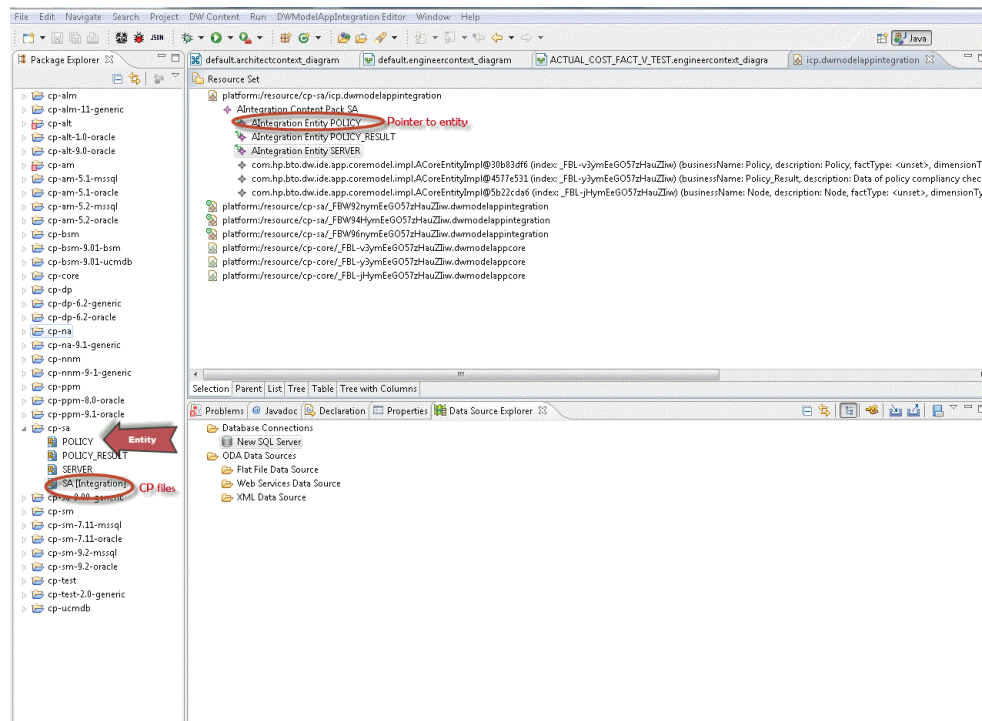 File Edit Navigate Search Project DW Content Run DWModelAppIntegration Editor Window Help
JSON
Java
Package Explorer
default.architectcontext_diagram
default.engineercontext_diagram
ACTUAL_COST_FACT_V_TEST.engineercontext_diagra
icp.dwmodelappintegration
cp-alm
cp-alm-11-generic
cp-alt
cp-alt-1.0-oracle
cp-alt-9.0-oracle
cp-am
cp-am-5.1-mssql
cp-am-5.1-oracle
cp-am-5.2-mssql
cp-am-5.2-oracle
cp-bsm
cp-bsm-9.01-bsm
cp-bsm-9.01-ucmdb
cp-core
cp-dp
cp-dp-6.2-generic
cp-dp-6.2-oracle
cp-na
cp-na-9.1-generic
cp-nnm
cp-nnm-9-1-generic
cp-ppm
cp-ppm-8.0-oracle
cp-ppm-9.1-oracle
cp-sa
POLICY
Entity
POLICY_RESULT
SERVER
SA [Integration]
CP files
cp-sa-9.00-generic
cp-sm
cp-sm-7.11-mssql
cp-sm-7.11-oracle
cp-sm-9.2-mssql
cp-sm-9.2-oracle
cp-test
cp-test-2.0-generic
cp-ucmdb
Resource Set
platform:/resource/cp-sa/icp.dwmodelappintegration
AIntegration Content Pack SA
AIntegration Entity POLICY
Pointer to entity
AIntegration Entity POLICY_RESULT
AIntegration Entity SERVER
com.hp.bto.dw.ide.app.coremodel.impl.ACoreEntityImpl@30b83df6 (index: _FBL-v3ymEeGO57zHauZIiw) (businessName: Policy, description: Policy, factType: <unset>, dimensionT
com.hp.bto.dw.ide.app.coremodel.impl.ACoreEntityImpl@4577e531 (index: _FBL-y3ymEeGO57zHauZIiw) (businessName: Policy_Result, description: Data of policy compliancy chec
com.hp.bto.dw.ide.app.coremodel.impl.ACoreEntityImpl@5b22cda6 (index: _FBL-jHymEeGO57zHauZIiw) (businessName: Node, description: Node, factType: <unset>, dimensionTy
platform:/resource/cp-sa/_FBW92nymEeGO57zHauZIiw.dwmodelappintegration
platform:/resource/cp-sa/_FBW94HymEeGO57zHauZIiw.dwmodelappintegration
platform:/resource/cp-sa/_FBW96nymEeGO57zHauZIiw.dwmodelappintegration
platform:/resource/cp-core/_FBL-v3ymEeGO57zHauZIiw.dwmodelappcore
platform:/resource/cp-core/_FBL-y3ymEeGO57zHauZIiw.dwmodelappcore
platform:/resource/cp-core/_FBL-jHymEeGO57zHauZIiw.dwmodelappcore
Selection Parent List Tree Table Tree with Columns
Problems @ Javadoc Declaration Properties Data Source Explorer
Database Connections
New SQL Server
ODA Data Sources
Flat File Data Source
Web Services Data Source
XML Data Source